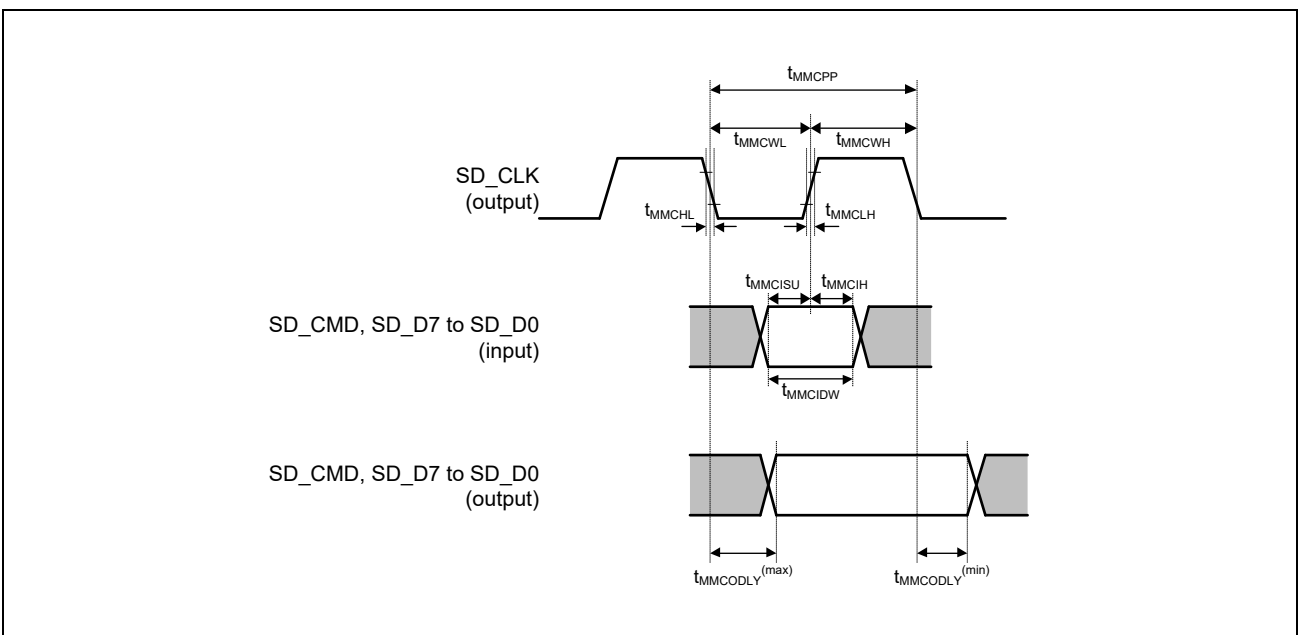 tMMCPP
tMMCWL tMMCWH
SD_CLK
(output)
tMMCHL tMMCLH
tMMCISU tMMCIH
SD_CMD, SD_D7 to SD_D0
(input)
tMMCIDW
SD_CMD, SD_D7 to SD_D0
(output)
tMMCODLY(max) tMMCODLY(min)